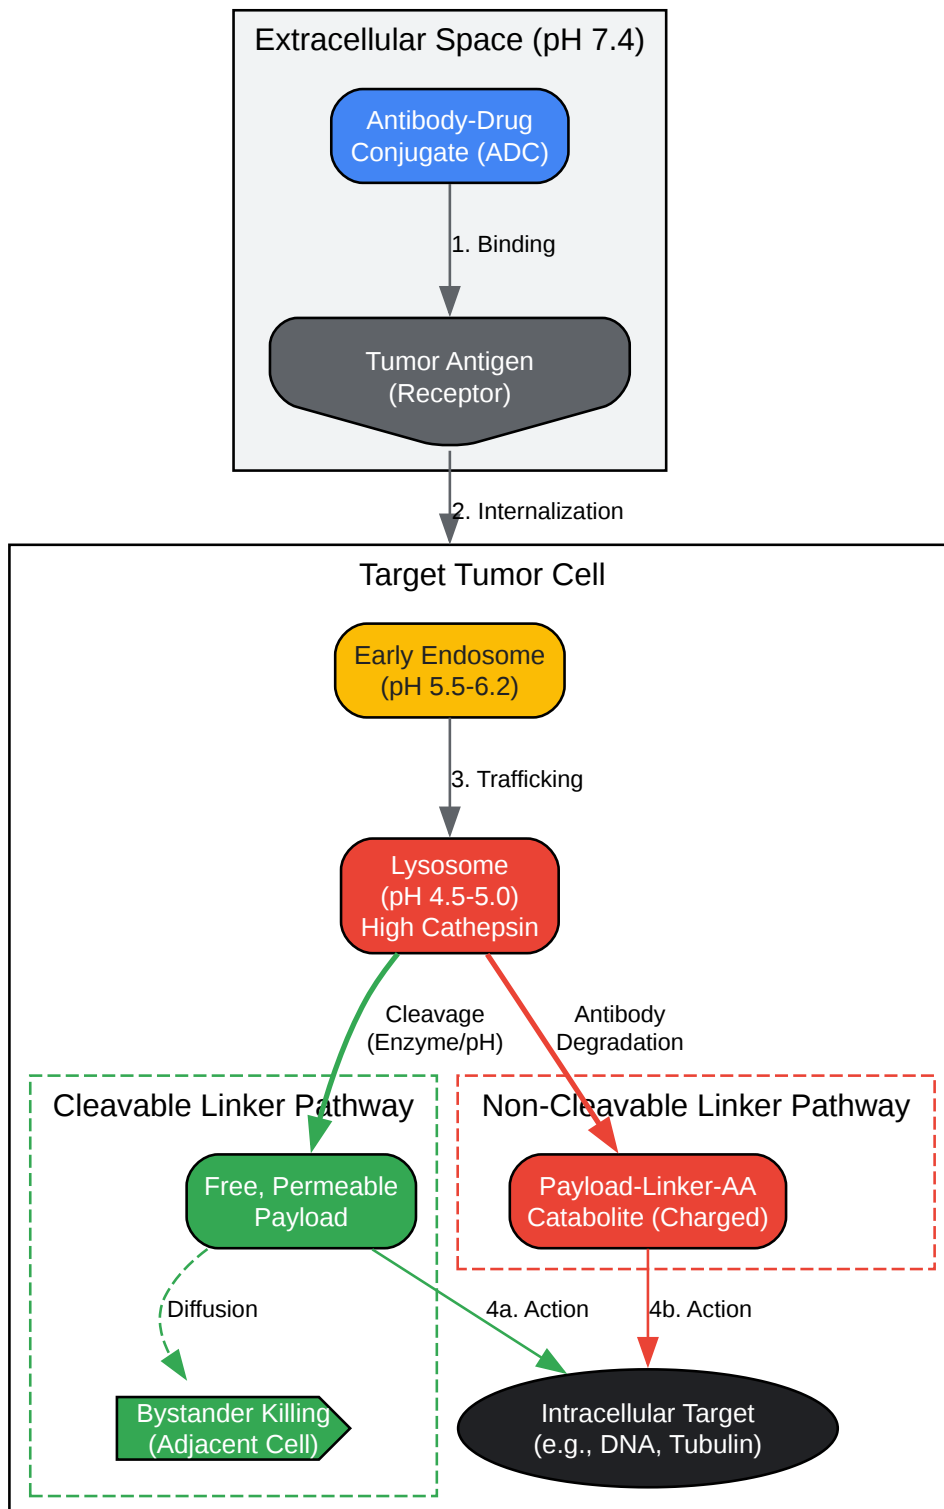 Extracellular Space (pH 7.4)
Antibody-Drug
Conjugate (ADC)
1. Binding
Tumor Antigen
(Receptor)
2. Internalization
Target Tumor Cell
Early Endosome
(pH 5.5-6.2)
3. Trafficking
Lysosome
(pH 4.5-5.0)
High Cathepsin
Cleavage
(Enzyme/pH)
Antibody
Degradation
Cleavable Linker Pathway
Non-Cleavable Linker Pathway
Free, Permeable
Payload
Payload-Linker-AA
Catabolite (Charged)
Diffusion
4a. Action
4b. Action
Bystander Killing
(Adjacent Cell)
Intracellular Target
(e.g., DNA, Tubulin)